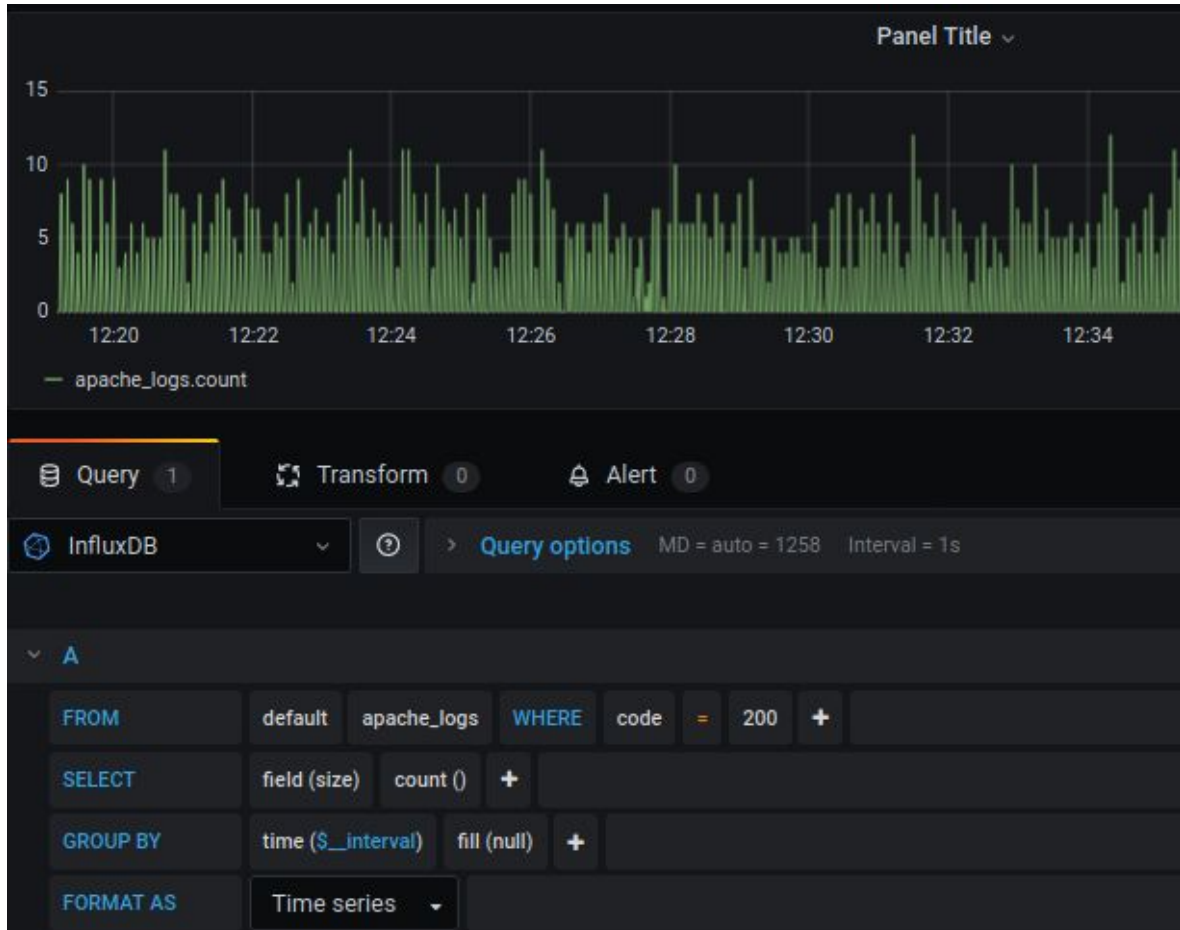 Panel Title
15
10
5
0
12:20 12:22 12:24 12:26 12:28 12:30 12:32 12:34
apache_logs.count
Query 1 Transform 0 Alert 0
InfluxDB Query options MD = auto = 1258 Interval = 1s
A
FROM default apache_logs WHERE code = 200 +
SELECT field (size) count () +
GROUP BY time ($__interval) fill (null) +
FORMAT AS Time series